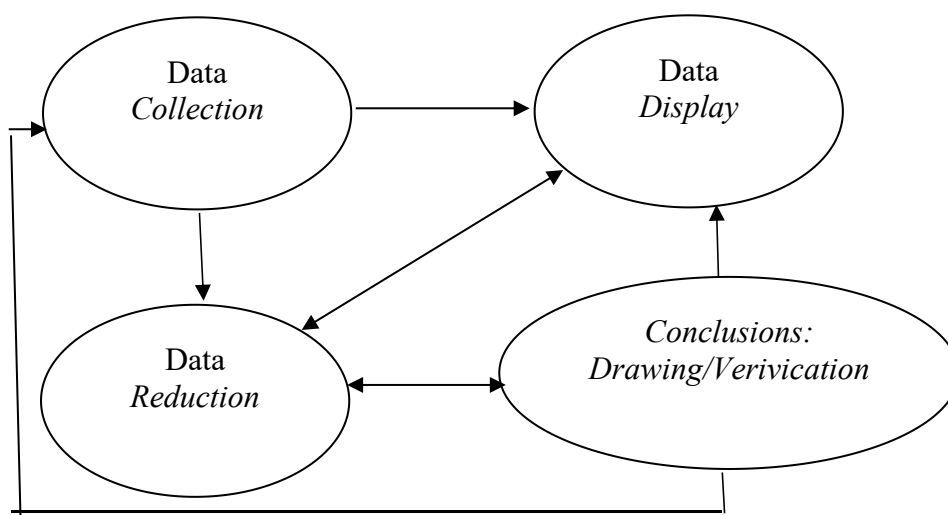 Data
Collection
Data
Display
Data
Reduction
Conclusions:
Drawing/Verivication